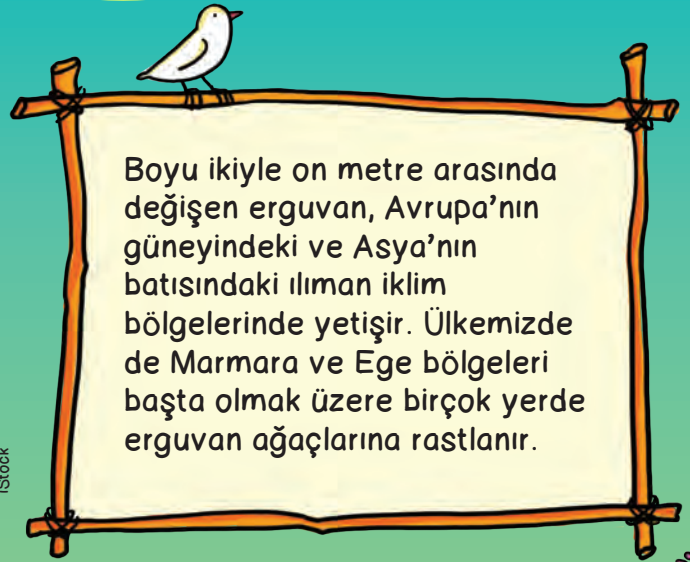 Boyu ikiyle on metre arasında
değişen erguvan, Avrupa’nın
güneyindeki ve Asya’nın
batısındaki ılıman iklim
bölgelerinde yetişir. Ülkemizde
de Marmara ve Ege bölgeleri
başta olmak üzere birçok yerde
erguvan ağaçlarına rastlanır.
iStock